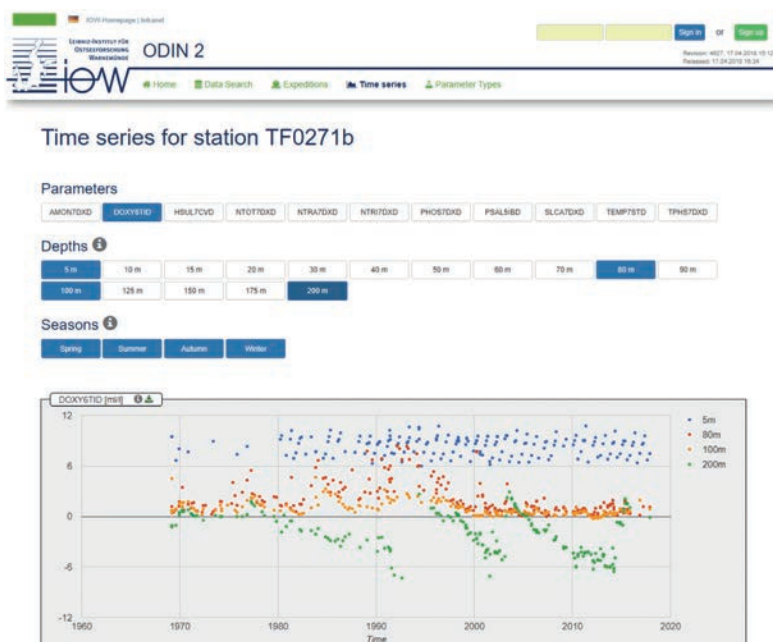 IOW-Homepage | Intranet
LEIBNIZ-INSTITUT FÜR
OSTSEEFORSCHUNG
WARNEMÜNDE
iOW
ODIN 2
Sign in or Sign up
Home Data Search Expeditions Time series Parameter Types
Time series for station TF0271b
Parameters
AMON7DXD DOXY6TID HSUL7CVD NTOT7DXD NTRA7DXD NTRI7DXD PHOS7DXD PSAL5IBD SLCA7DXD TEMP7STD TPHS7DXD
Depths
5 m 10 m 15 m 20 m 30 m 40 m 50 m 60 m 70 m 80 m 90 m
100 m 125 m 150 m 175 m 200 m
Seasons
Spring Summer Autumn Winter
DOXY6TID [ml/l]
12
6
0
-6
-12
5m
80m
100m
200m
1960 1970 1980 1990 2000 2010 2020
Time